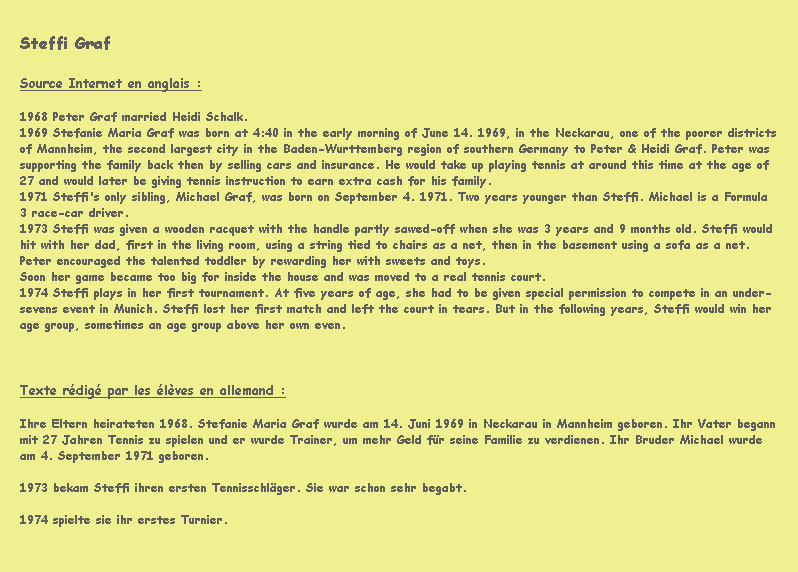 Steffi Graf
Source Internet en anglais :
1968 Peter Graf married Heidi Schalk.
1969 Stefanie Maria Graf was born at 4:40 in the early morning of June 14. 1969, in the Neckarau, one of the poorer districts
of Mannheim, the second largest city in the Baden-Wurttemberg region of southern Germany to Peter & Heidi Graf. Peter was
supporting the family back then by selling cars and insurance. He would take up playing tennis at around this time at the age of
27 and would later be giving tennis instruction to earn extra cash for his family.
1971 Steffi's only sibling, Michael Graf, was born on September 4. 1971. Two years younger than Steffi. Michael is a Formula
3 race-car driver.
1973 Steffi was given a wooden racquet with the handle partly sawed-off when she was 3 years and 9 months old. Steffi would
hit with her dad, first in the living room, using a string tied to chairs as a net, then in the basement using a sofa as a net.
Peter encouraged the talented toddler by rewarding her with sweets and toys.
Soon her game became too big for inside the house and was moved to a real tennis court.
1974 Steffi plays in her first tournament. At five years of age, she had to be given special permission to compete in an under-
sevens event in Munich. Steffi lost her first match and left the court in tears. But in the following years, Steffi would win her
age group, sometimes an age group above her own even.
Texte rédigé par les élèves en allemand :
Ihre Eltern heirateten 1968. Stefanie Maria Graf wurde am 14. Juni 1969 in Neckarau in Mannheim geboren. Ihr Vater begann
mit 27 Jahren Tennis zu spielen und er wurde Trainer, um mehr Geld für seine Familie zu verdienen. Ihr Bruder Michael wurde
am 4. September 1971 geboren.
1973 bekam Steffi ihren ersten Tennisschläger. Sie war schon sehr begabt.
1974 spielte sie ihr erstes Turnier.